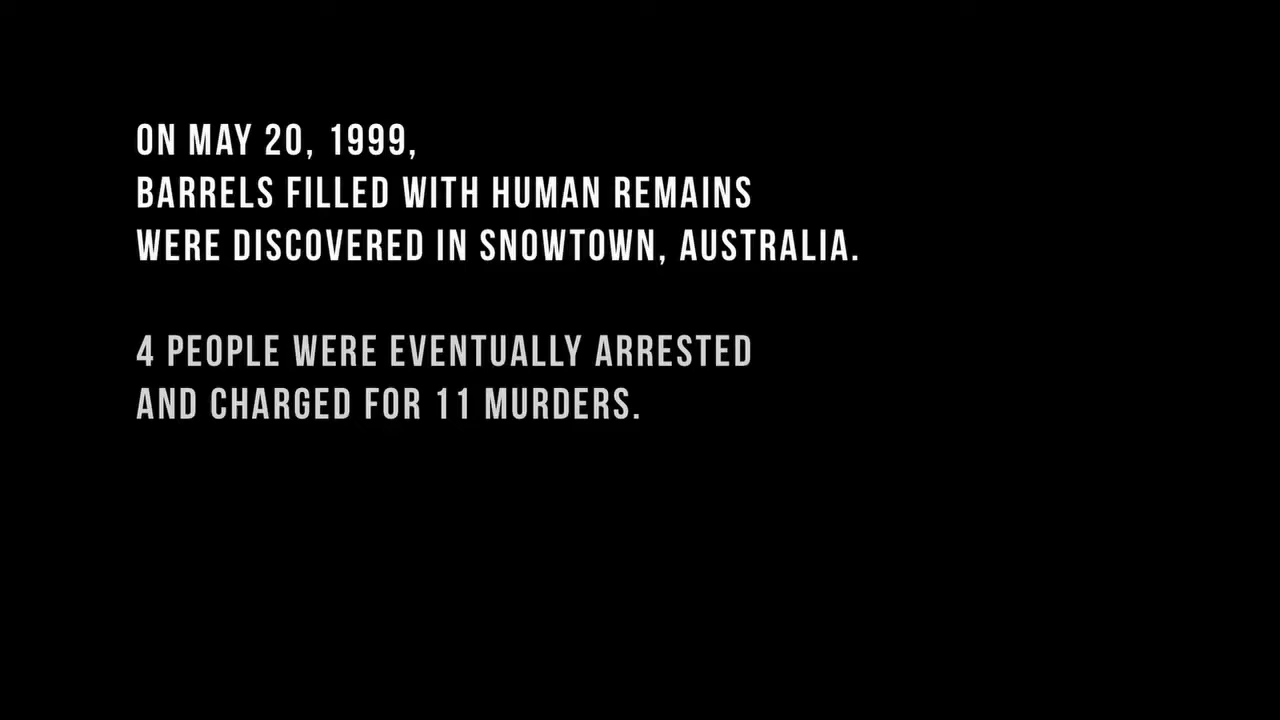 ON MAY 20, 1999,
BARRELS FILLED WITH HUMAN REMAINS
WERE DISCOVERED IN SNOWTOWN, AUSTRALIA.
4 PEOPLE WERE EVENTUALLY ARRESTED
AND CHARGED FOR 11 MURDERS.